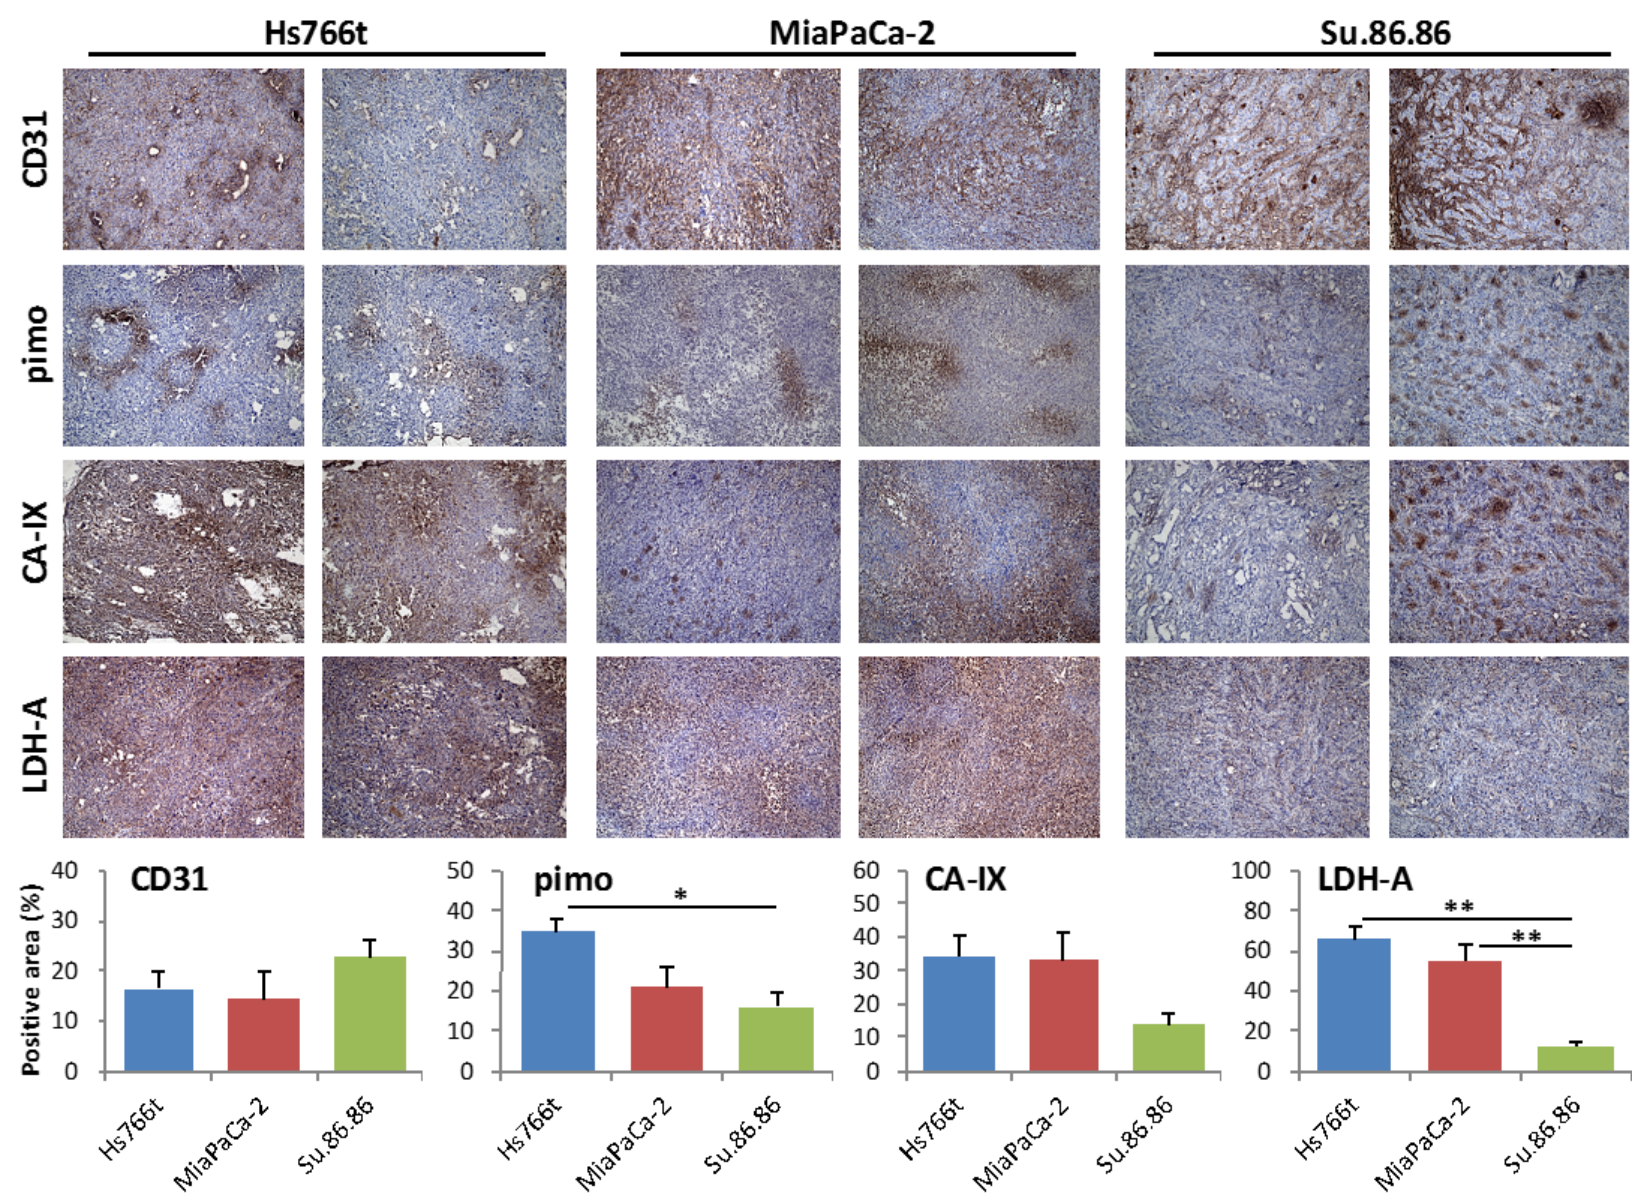 Hs766t MiaPaCa-2 Su.86.86
CD31
pimo
CA-IX
LDH-A
Positive area (%)
CD31
40
30
20
10
0
Hs766t
MiaPaCa-2
Su.86.86
pimo
*
50
40
30
20
10
0
Hs766t
MiaPaCa-2
Su.86.86
CA-IX
60
50
40
30
20
10
0
Hs766t
MiaPaCa-2
Su.86.86
LDH-A
**
**
100
80
60
40
20
0
Hs766t
MiaPaCa-2
Su.86.86